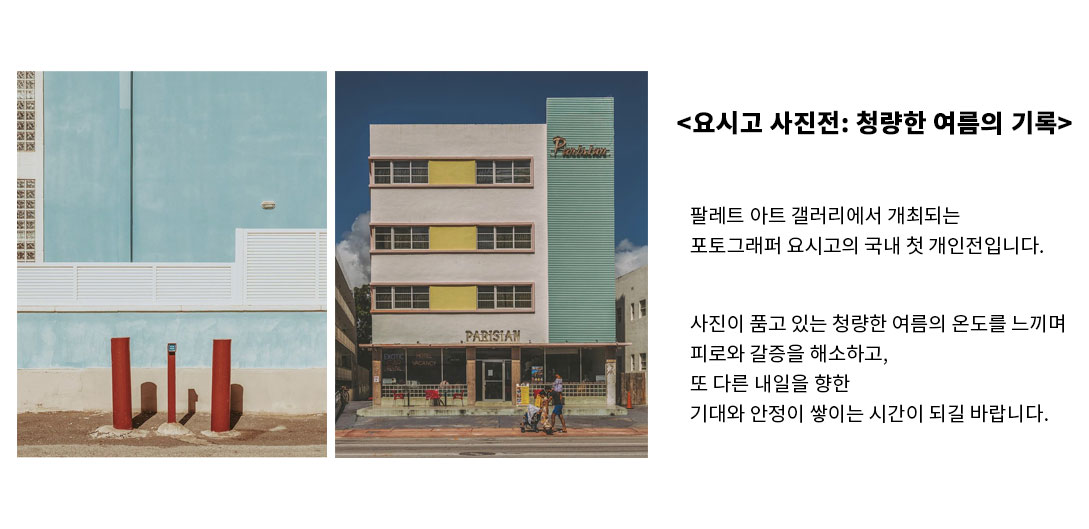 Parisian
PARISIAN
<요시고 사진전: 청량한 여름의 기록>
팔레트 아트 갤러리에서 개최되는
포토그래퍼 요시고의 국내 첫 개인전입니다.
사진이 품고 있는 청량한 여름의 온도를 느끼며
피로와 갈증을 해소하고,
또 다른 내일을 향한
기대와 안정이 쌓이는 시간이 되길 바랍니다.